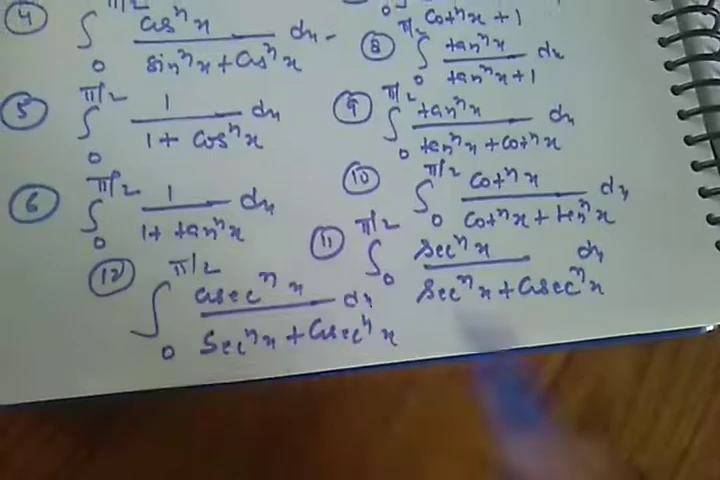 ④ ∫₀^π/2 cosⁿx / sinⁿx + cosⁿx dx
⑤ ∫₀^π/2 1 / 1 + cosⁿx dx
⑥ ∫₀^π/2 1 / 1 + tanⁿx dx
cotⁿx + 1
⑧ ∫₀^π/2 tanⁿx / tanⁿx + 1 dx
⑨ ∫₀^π/2 tanⁿx / tanⁿx + cotⁿx dx
⑩ ∫₀^π/2 cotⁿx / cotⁿx + tanⁿx dx
⑪ ∫₀^π/2 secⁿx / secⁿx + cosecⁿx dx
⑫ ∫₀^π/2 cosecⁿx / secⁿx + cosecⁿx dx